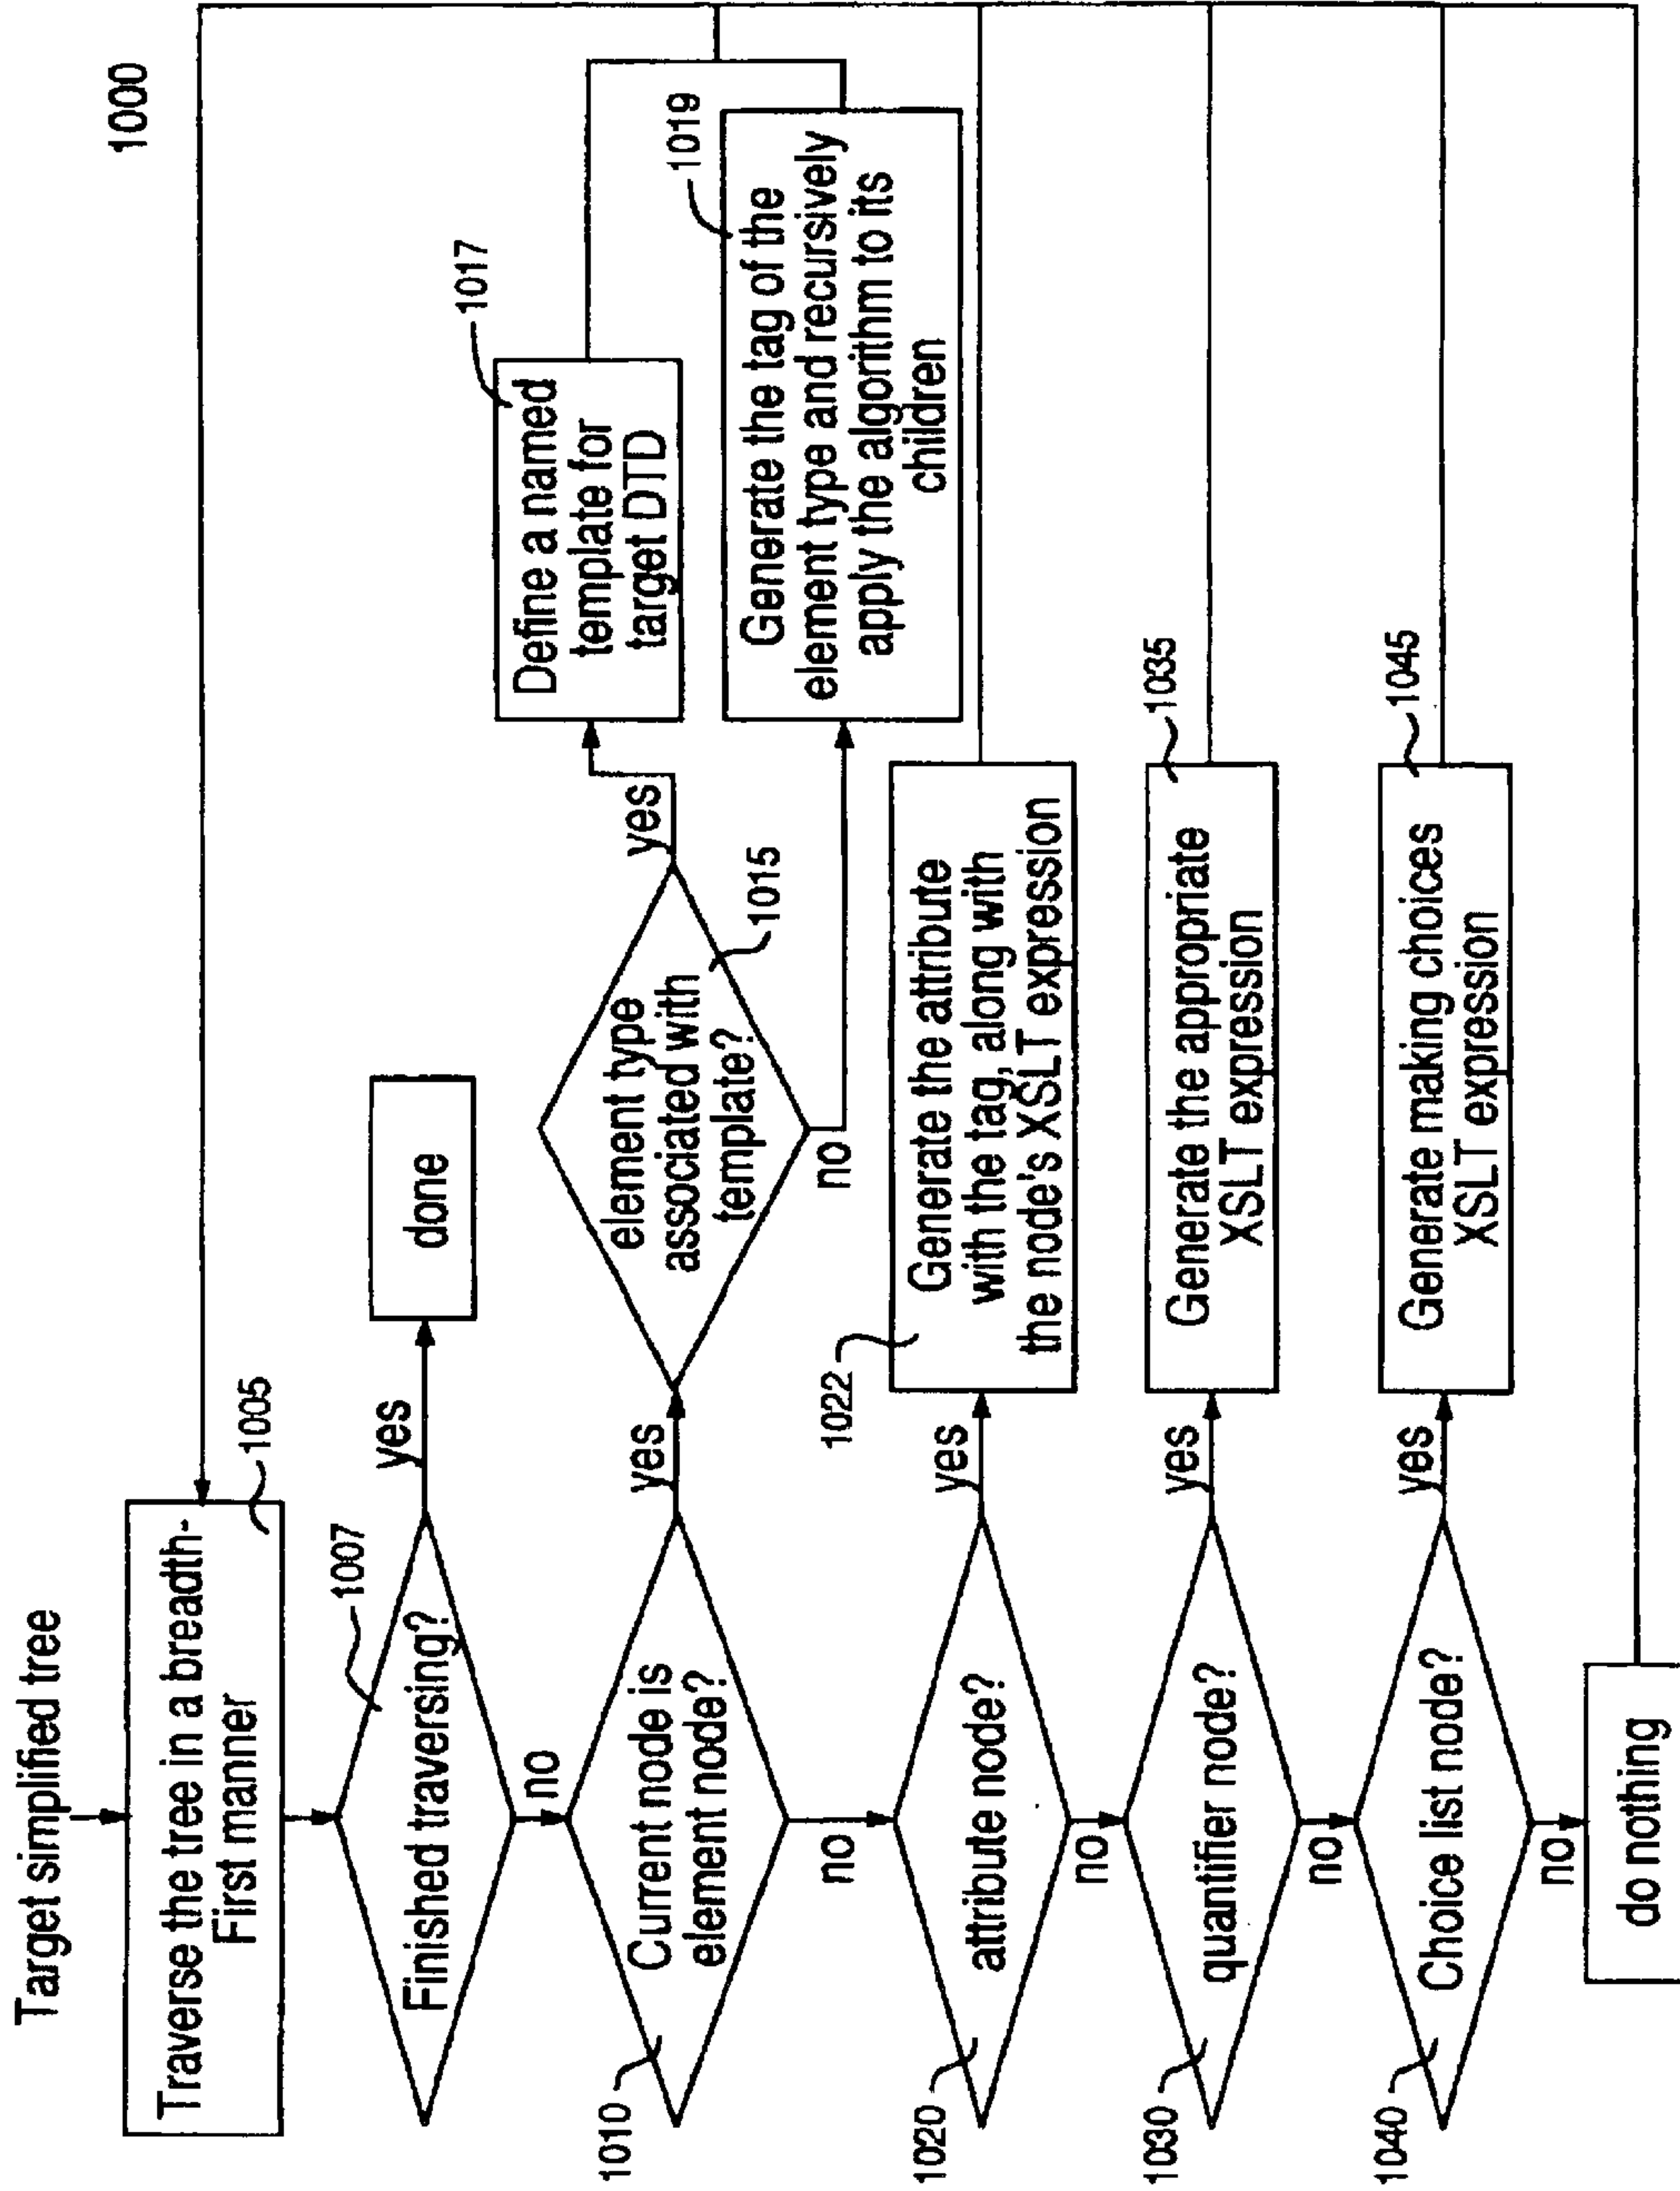 1000
Target simplified tree
Traverse the tree in a breadth-
First manner
1005
Finished traversing?
1007
yes
done
no
Current node is
element node?
1010
yes
element type
associated with
template?
1015
yes
Define a named
template for
target DTD
1017
no
Generate the tag of the
element type and recursively
apply the algorithm to its
children
1019
no
attribute node?
1020
yes
Generate the attribute
with the tag, along with
the node's XSLT expression
1022
no
quantifier node?
1030
yes
Generate the appropriate
XSLT expression
1035
no
Choice list node?
1040
yes
Generate making choices
XSLT expression
1045
no
do nothing